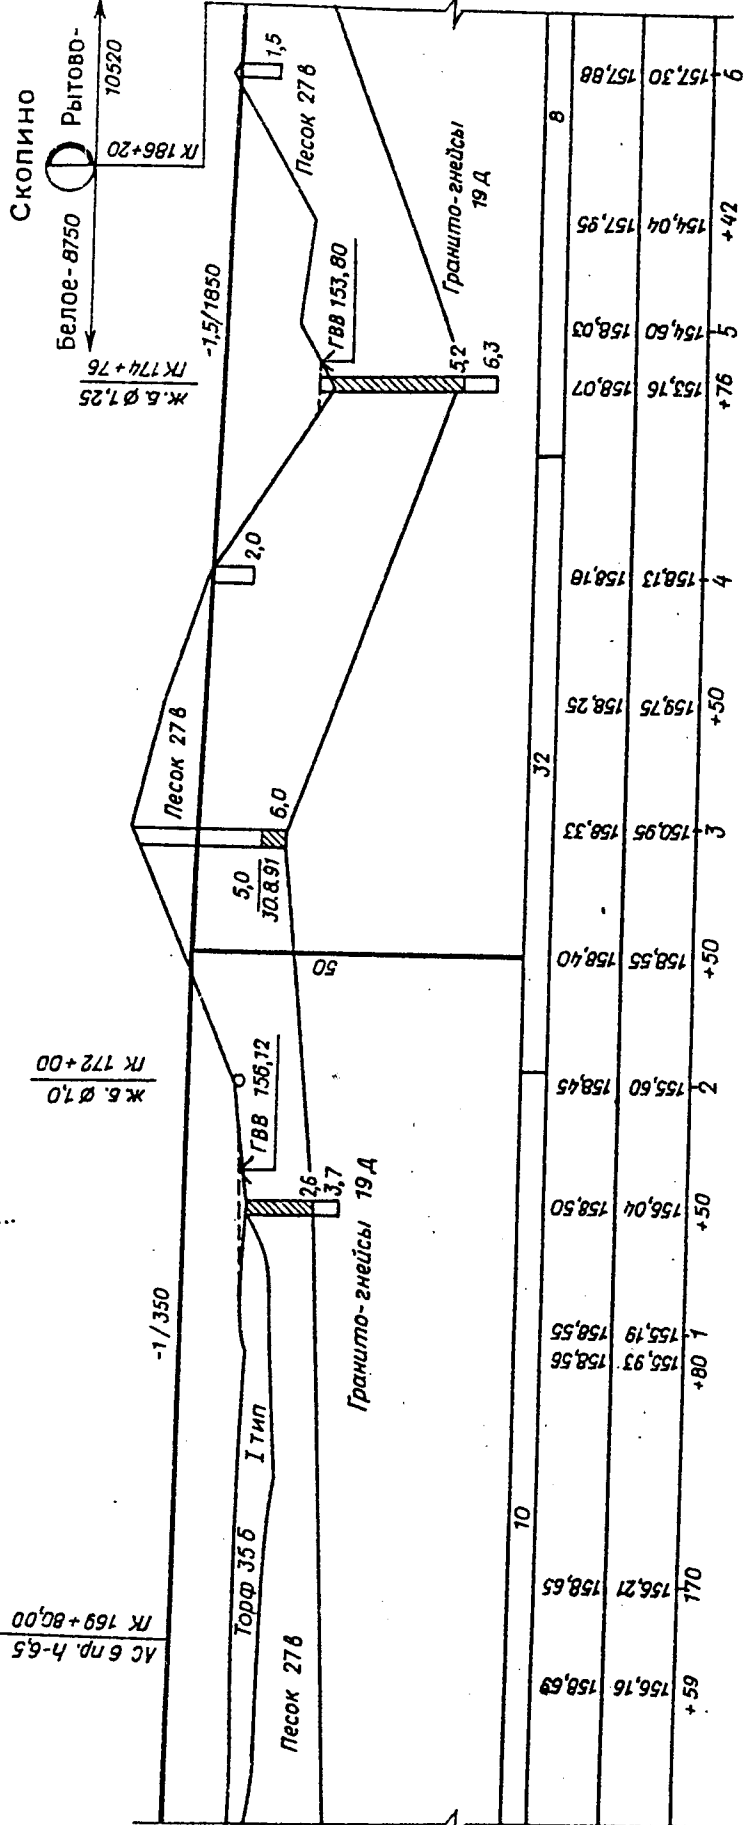 Скопино
Белое-8750
Рытово-
10520
ПК 186+20
ЛС 6 пр. h-6,5
ПК 169+80,00
ж.б. ø 1,0
ПК 172+00
ж.б. ø 1,25
ПК 174+76
-1/350
-1,5/1850
Торф 35б
I тип
Песок 27в
Гранито-гнейсы 19Д
2,6
3,7
ГВВ 156,12
50
5,0
30.8.91
6,0
Песок 27в
2,0
ГВВ 153,80
5,2
6,3
Гранито-гнейсы
19Д
Песок 27в
1,5
10
32
8
158,69 158,65 158,56 158,55 158,50 158,45 158,40 158,33 158,25 158,18 158,07 158,03 157,95 157,88
156,16 156,21 155,93 155,19 156,04 155,60 158,55 150,95 159,75 158,13 153,16 154,60 154,04 157,30
+59 170 +80 1 +50 2 +50 3 +50 4 +76 5 +42 6